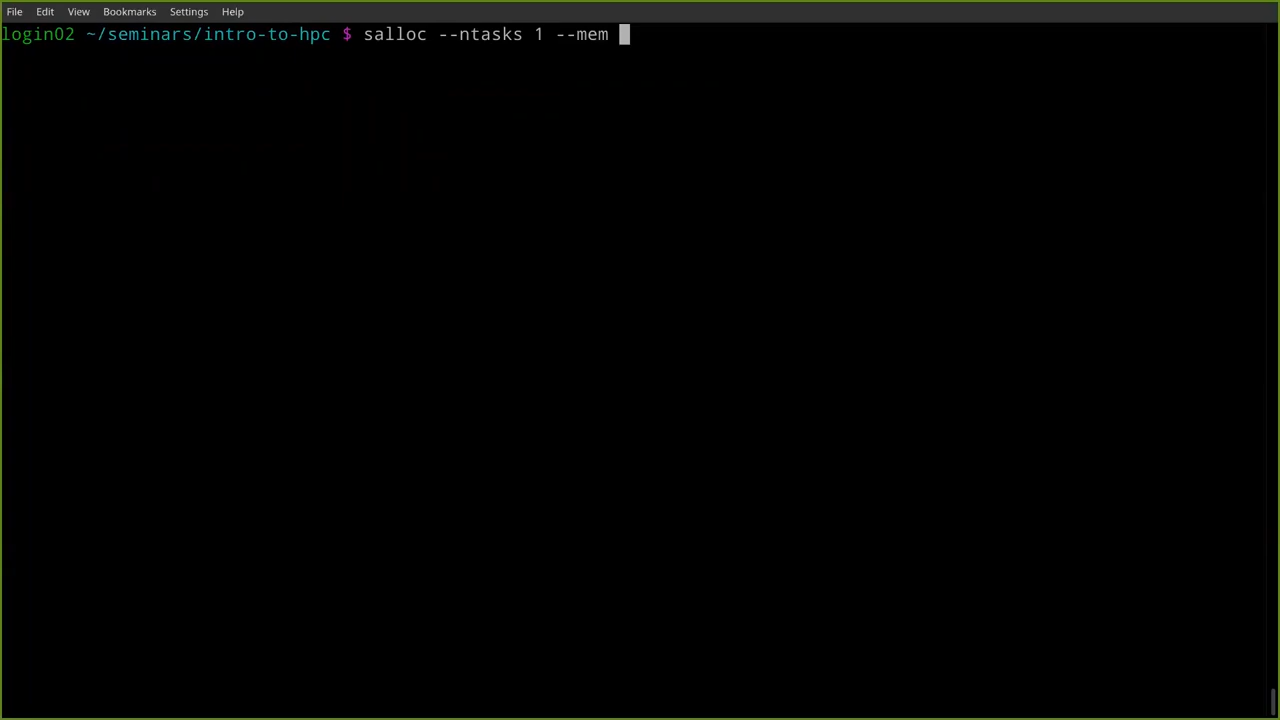 File Edit View Bookmarks Settings Help
login02 ~/seminars/intro-to-hpc $ salloc --ntasks 1 --mem